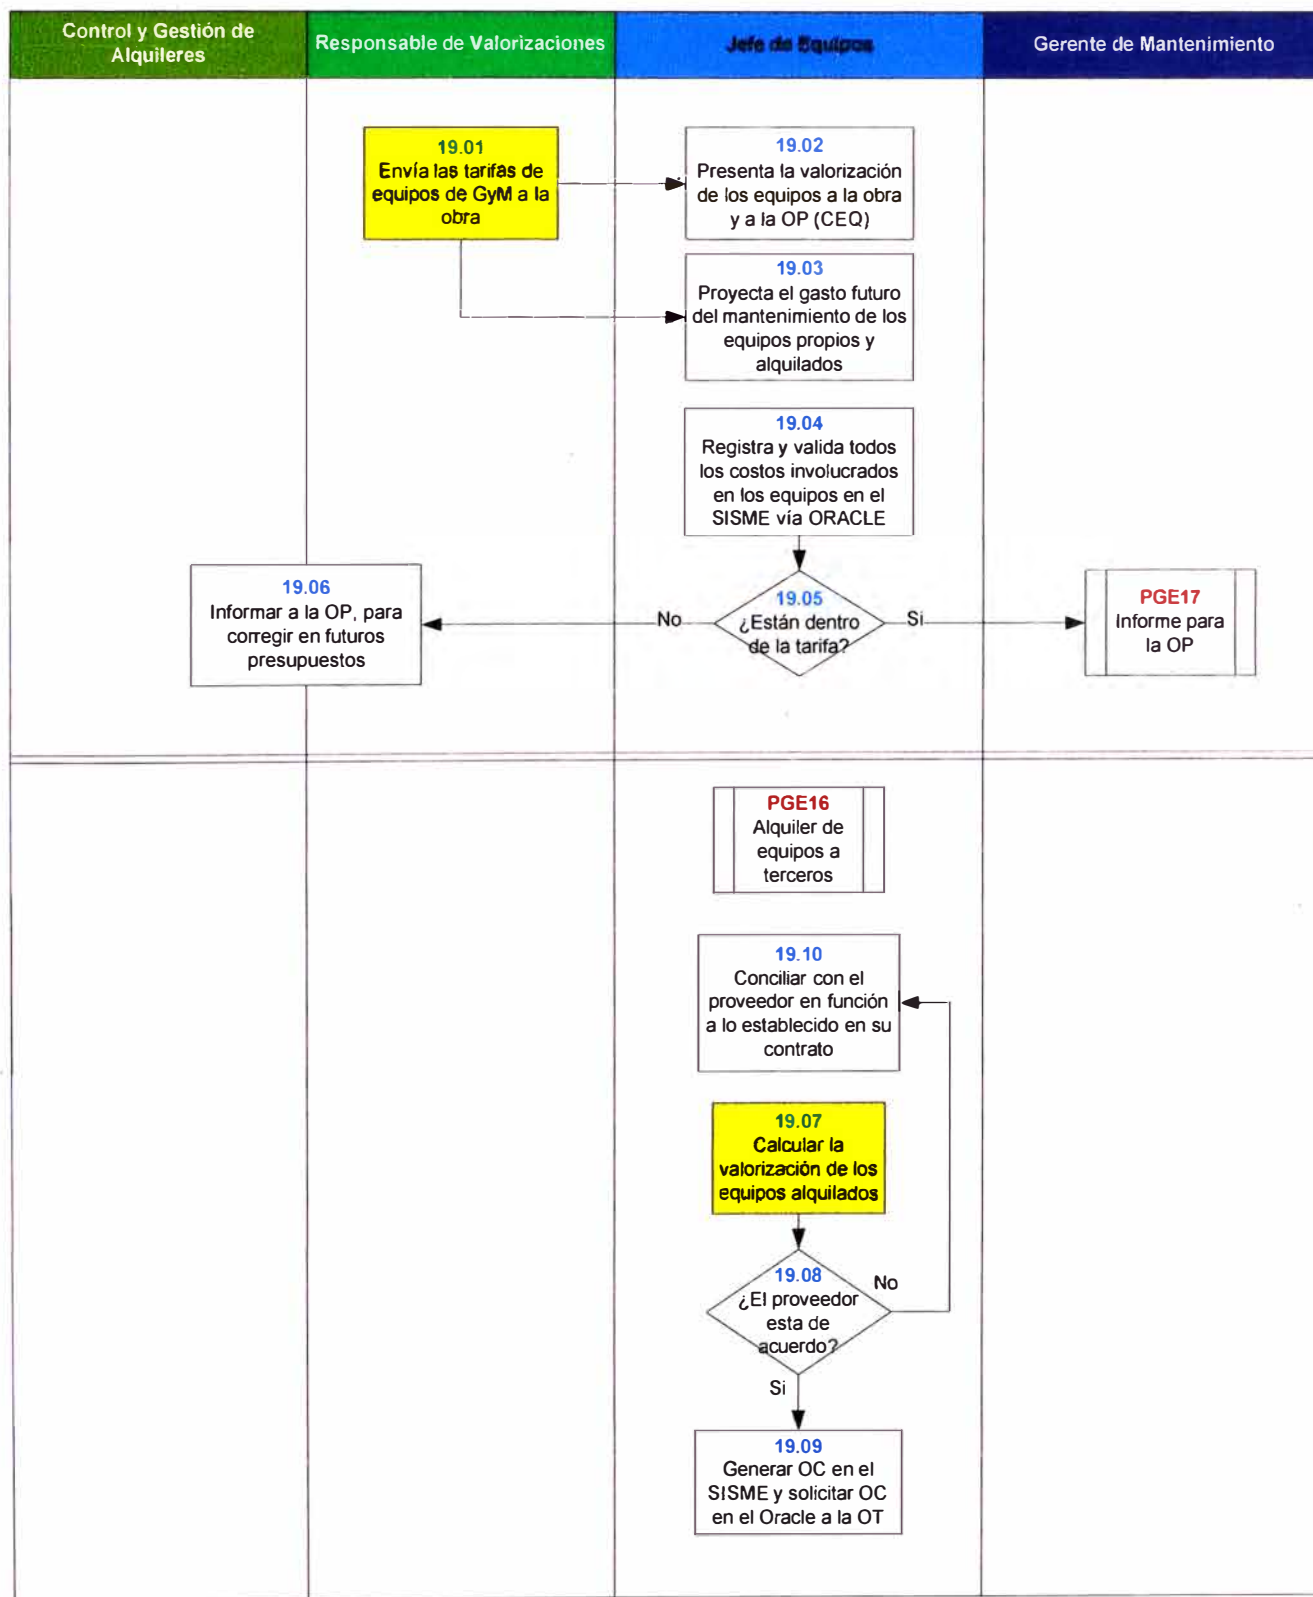 Control y Gestión de
Alquileres
Responsable de Valorizaciones
Jefe de Equipos
Gerente de Mantenimiento
19.01
Envía las tarifas de
equipos de GyM a la
obra
19.02
Presenta la valorización
de los equipos a la obra
y a la OP (CEQ)
19.03
Proyecta el gasto futuro
del mantenimiento de los
equipos propios y
alquilados
19.04
Registra y valida todos
los costos involucrados
en los equipos en el
SISME vía ORACLE
19.06
Informar a la OP, para
corregir en futuros
presupuestos
No
19.05
¿Están dentro
de la tarifa?
Si
PGE17
Informe para
la OP
PGE16
Alquiler de
equipos a
terceros
19.10
Conciliar con el
proveedor en función
a lo establecido en su
contrato
19.07
Calcular la
valorización de los
equipos alquilados
19.08
¿El proveedor
esta de
acuerdo?
No
Si
19.09
Generar OC en el
SISME y solicitar OC
en el Oracle a la OT